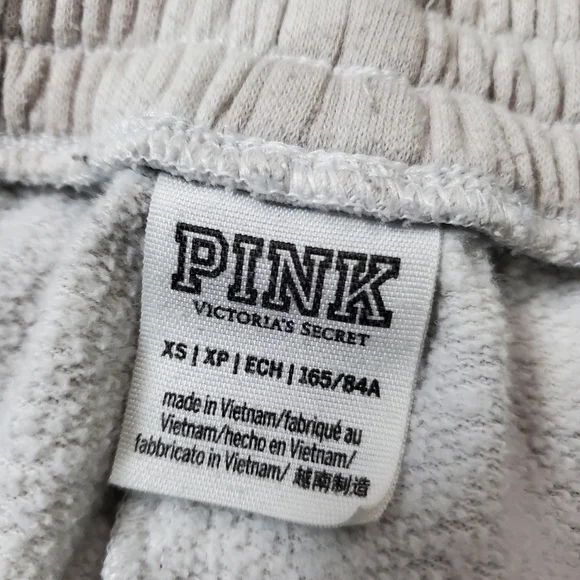 PINK
VICTORIA'S SECRET
XS | XP | ECH | 165/84A
made in Vietnam/fabriqué au
Vietnam/hecho en Vietnam/
fabbricato in Vietnam/ 越南制造